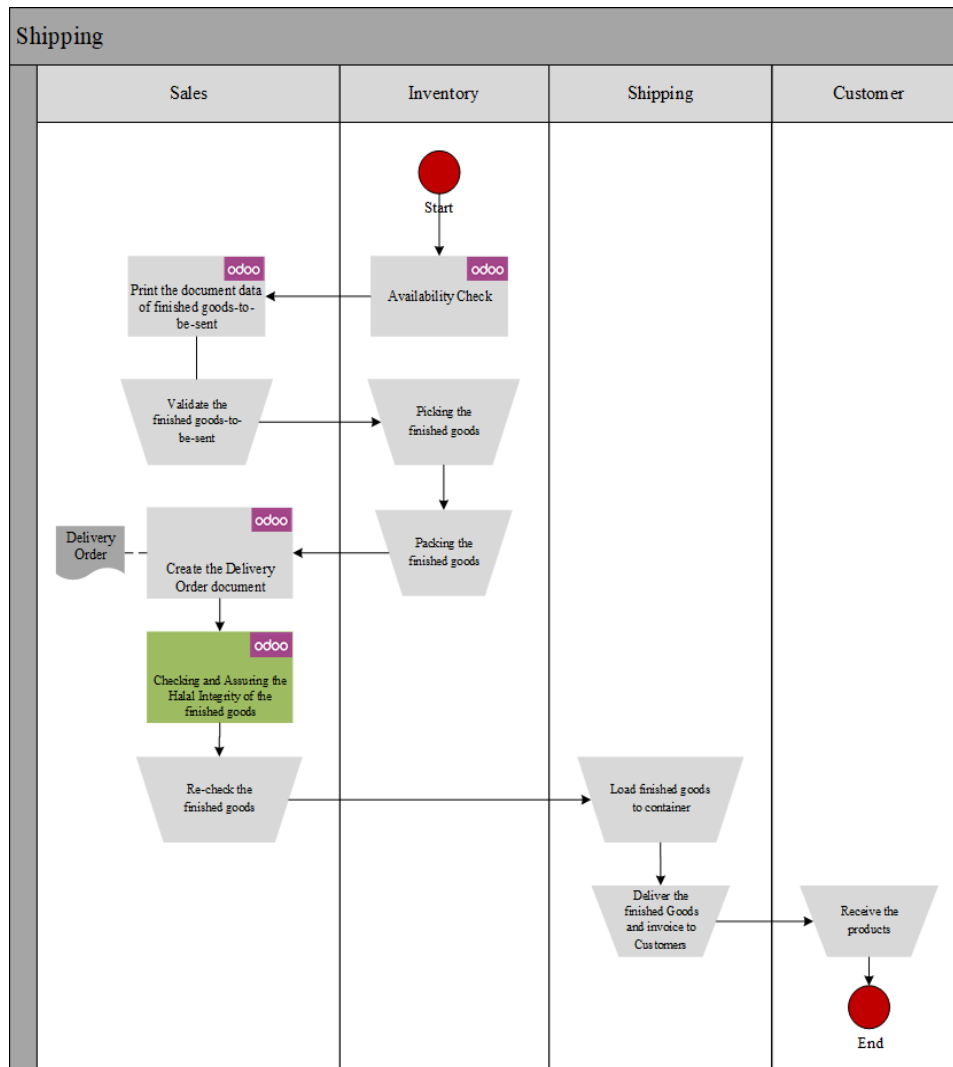 Shipping
Sales
Inventory
Shipping
Customer
Start
odoo
Print the document data
of finished goods-to-
be-sent
odoo
Availability Check
Validate the
finished goods-to-
be-sent
Picking the
finished goods
Delivery
Order
odoo
Create the Delivery
Order document
Packing the
finished goods
odoo
Checking and Assuring the
Halal Integrity of the
finished goods
Re-check the
finished goods
Load finished goods
to container
Deliver the
finished Goods
and invoice to
Customers
Receive the
products
End